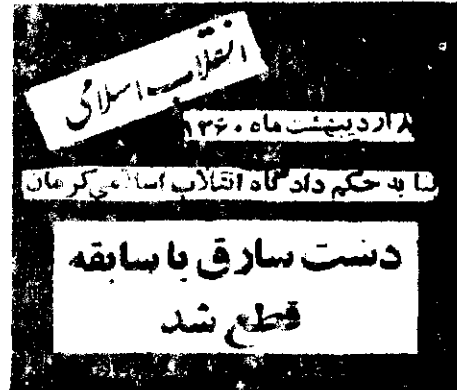 انقلاب اسلامی
۸ اردیبهشت ماه ۱۳۶۰
بنا به حکم دادگاه انقلاب اسلامی کرمان
دست سارق با سابقه
قطع شد